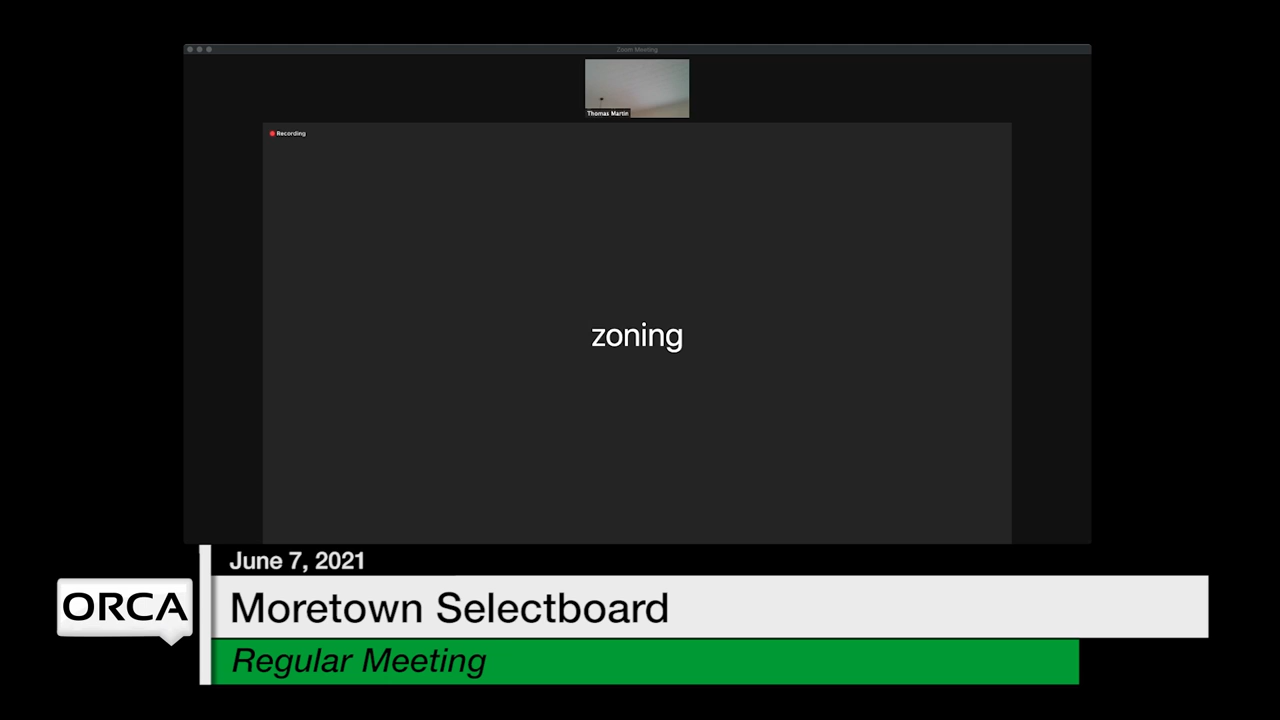 Zoom Meeting
Thomas Martin
Recording
zoning
June 7, 2021
ORCA
Moretown Selectboard
Regular Meeting